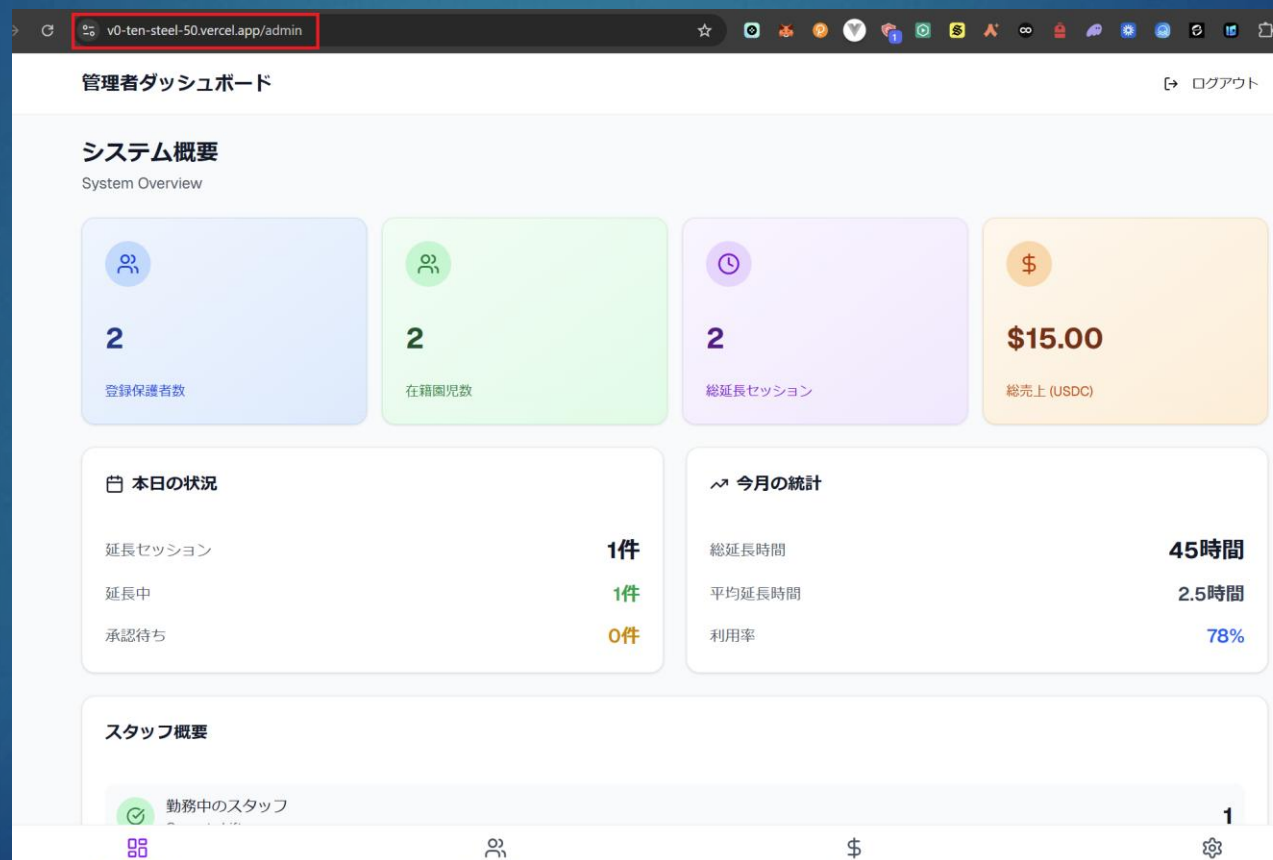 v0-ten-steel-50.vercel.app/admin
管理者ダッシュボード
ログアウト
システム概要
System Overview
2
登録保護者数
2
在籍園児数
2
総延長セッション
$15.00
総売上 (USDC)
本日の状況
延長セッション 1件
延長中 1件
承認待ち 0件
今月の統計
総延長時間 45時間
平均延長時間 2.5時間
利用率 78%
スタッフ概要
勤務中のスタッフ
1